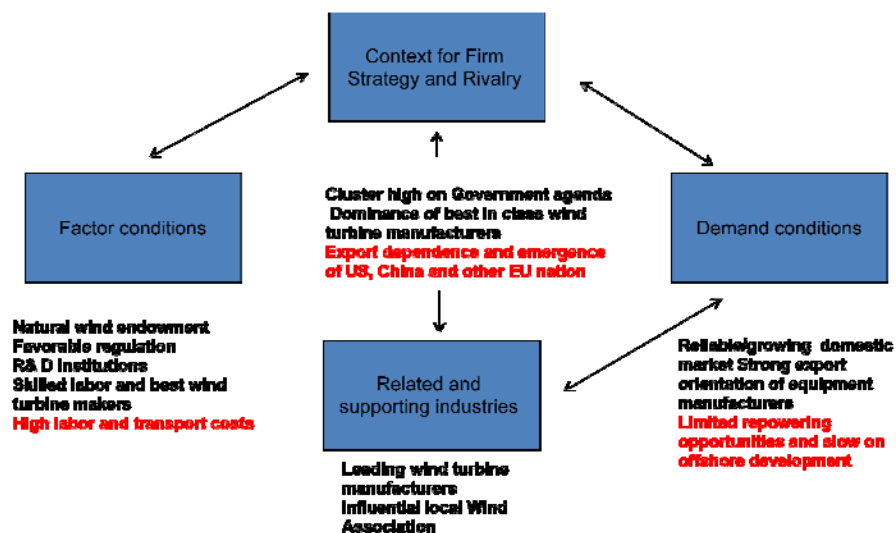 Context for Firm
Strategy and Rivalry
Factor conditions
Cluster high on Government agenda
Dominance of best in class wind
turbine manufacturers
Export dependence and emergence
of US, China and other EU nation
Demand conditions
Natural wind endowment
Favorable regulation
R& D Institutions
Skilled labor and best wind
turbine makers
High labor and transport costs
Related and
supporting industries
Reliable/growing domestic
market Strong export
orientation of equipment
manufacturers
Limited repowering
opportunities and slow on
offshore development
Leading wind turbine
manufacturers
Influential local Wind
Association